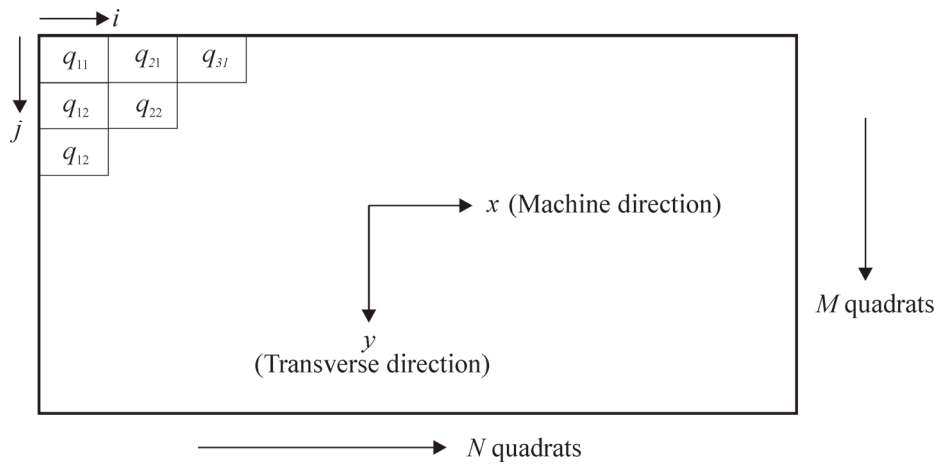 i
q11 q21 q31
j
q12 q22
q12
x (Machine direction)
M quadrats
y
(Transverse direction)
N quadrats